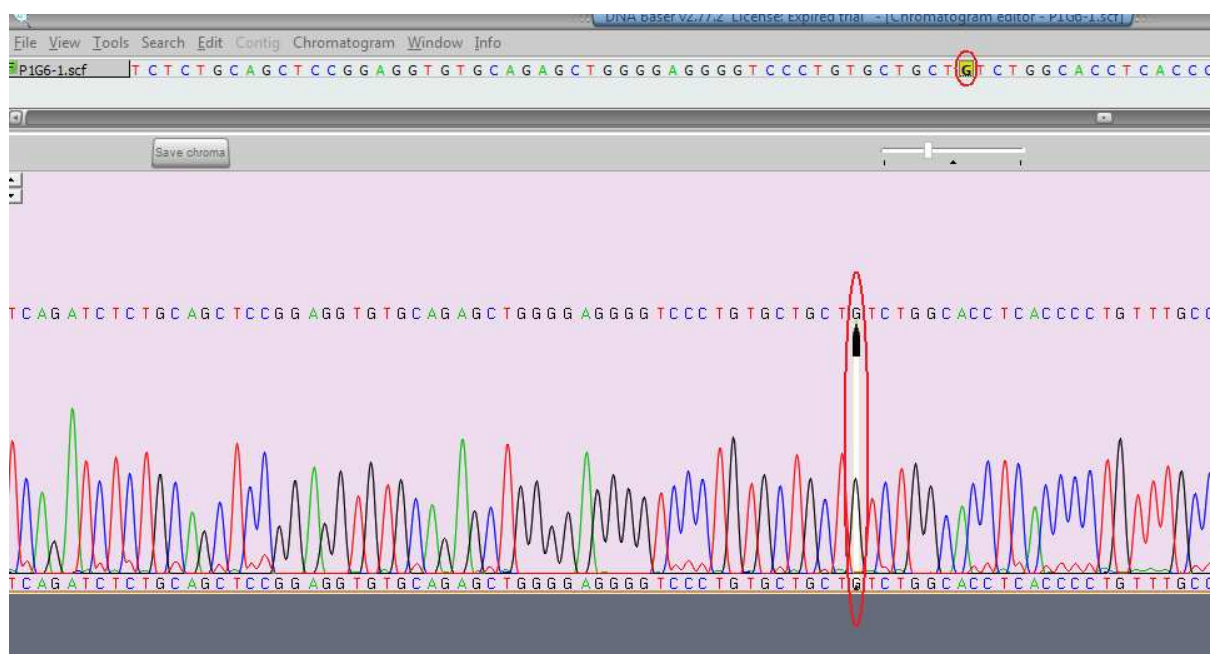 DNA Baser v2.77.2 License: Expired trial - [Chromatogram editor - P1G6-1.scf]
File View Tools Search Edit Contig Chromatogram Window Info
P1G6-1.scf T C T C T G C A G C T C C G G A G G T G T G C A G A G C T G G G G A G G G G T C C C T G T G C T G C T G T C T G G C A C C T C A C C C
Save chroma
T C A G A T C T C T G C A G C T C C G G A G G T G T G C A G A G C T G G G G A G G G G T C C C T G T G C T G C T G T C T G G C A C C T C A C C C C T G T T T G C C
T C A G A T C T C T G C A G C T C C G G A G G T G T G C A G A G C T G G G G A G G G G T C C C T G T G C T G C T G T C T G G C A C C T C A C C C C T G T T T G C C